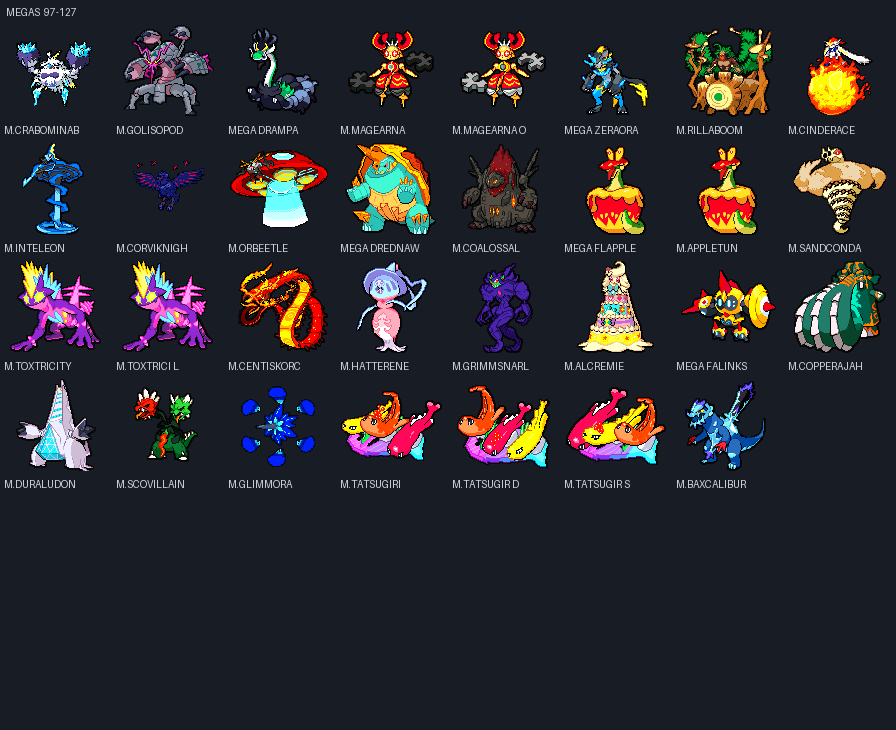 MEGAS 97-127
M.CRABOMINAB M.GOLISOPOD MEGA DRAMPA M.MAGEARNA M.MAGEARNA O MEGA ZERAORA M.RILLABOOM M.CINDERACE
M.INTELEON M.CORVIKNIGH M.ORBEETLE MEGA DREDNAW M.COALOSSAL MEGA FLAPPLE M.APPLETUN M.SANDCONDA
M.TOXTRICITY M.TOXTRICI L M.CENTISKORC M.HATTERENE M.GRIMMSNARL M.ALCREMIE MEGA FALINKS M.COPPERAJAH
M.DURALUDON M.SCOVILLAIN M.GLIMMORA M.TATSUGIRI M.TATSUGIR D M.TATSUGIR S M.BAXCALIBUR